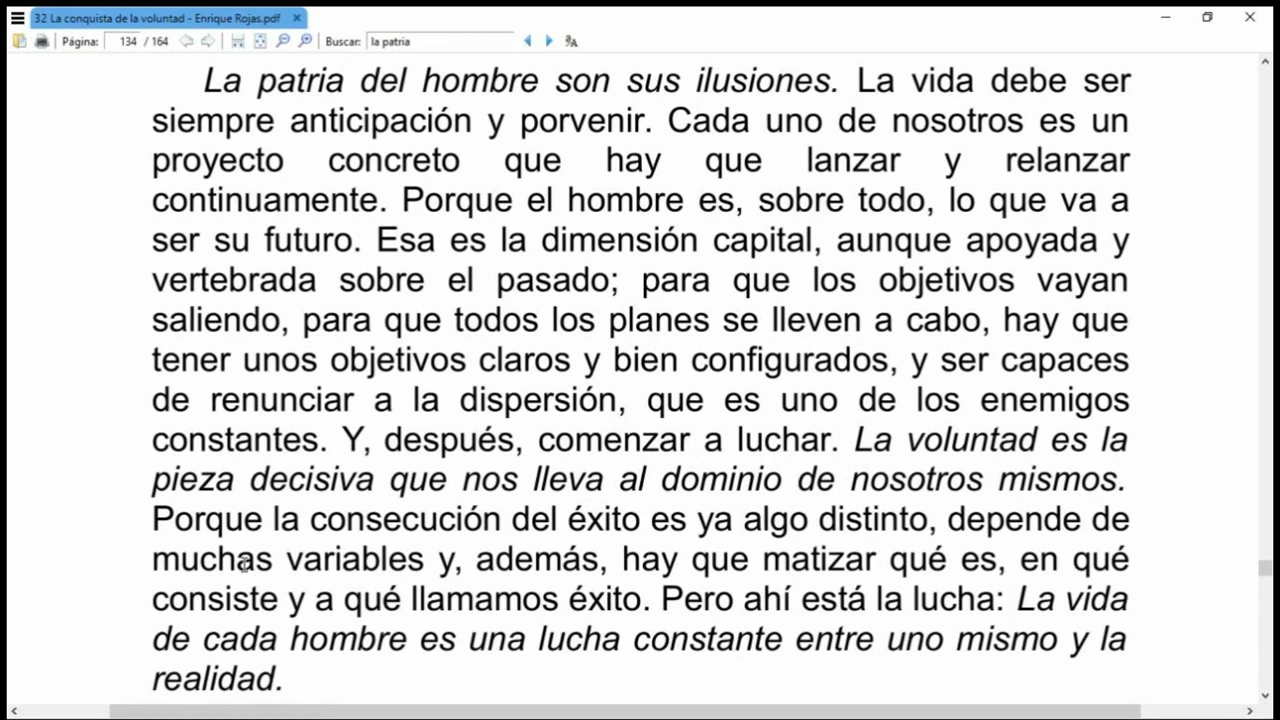 32 La conquista de la voluntad - Enrique Rojas.pdf
Página: 134 / 164 Buscar: la patria
La patria del hombre son sus ilusiones. La vida debe ser
siempre anticipación y porvenir. Cada uno de nosotros es un
proyecto concreto que hay que lanzar y relanzar
continuamente. Porque el hombre es, sobre todo, lo que va a
ser su futuro. Esa es la dimensión capital, aunque apoyada y
vertebrada sobre el pasado; para que los objetivos vayan
saliendo, para que todos los planes se lleven a cabo, hay que
tener unos objetivos claros y bien configurados, y ser capaces
de renunciar a la dispersión, que es uno de los enemigos
constantes. Y, después, comenzar a luchar. La voluntad es la
pieza decisiva que nos lleva al dominio de nosotros mismos.
Porque la consecución del éxito es ya algo distinto, depende de
muchas variables y, además, hay que matizar qué es, en qué
consiste y a qué llamamos éxito. Pero ahí está la lucha: La vida
de cada hombre es una lucha constante entre uno mismo y la
realidad.